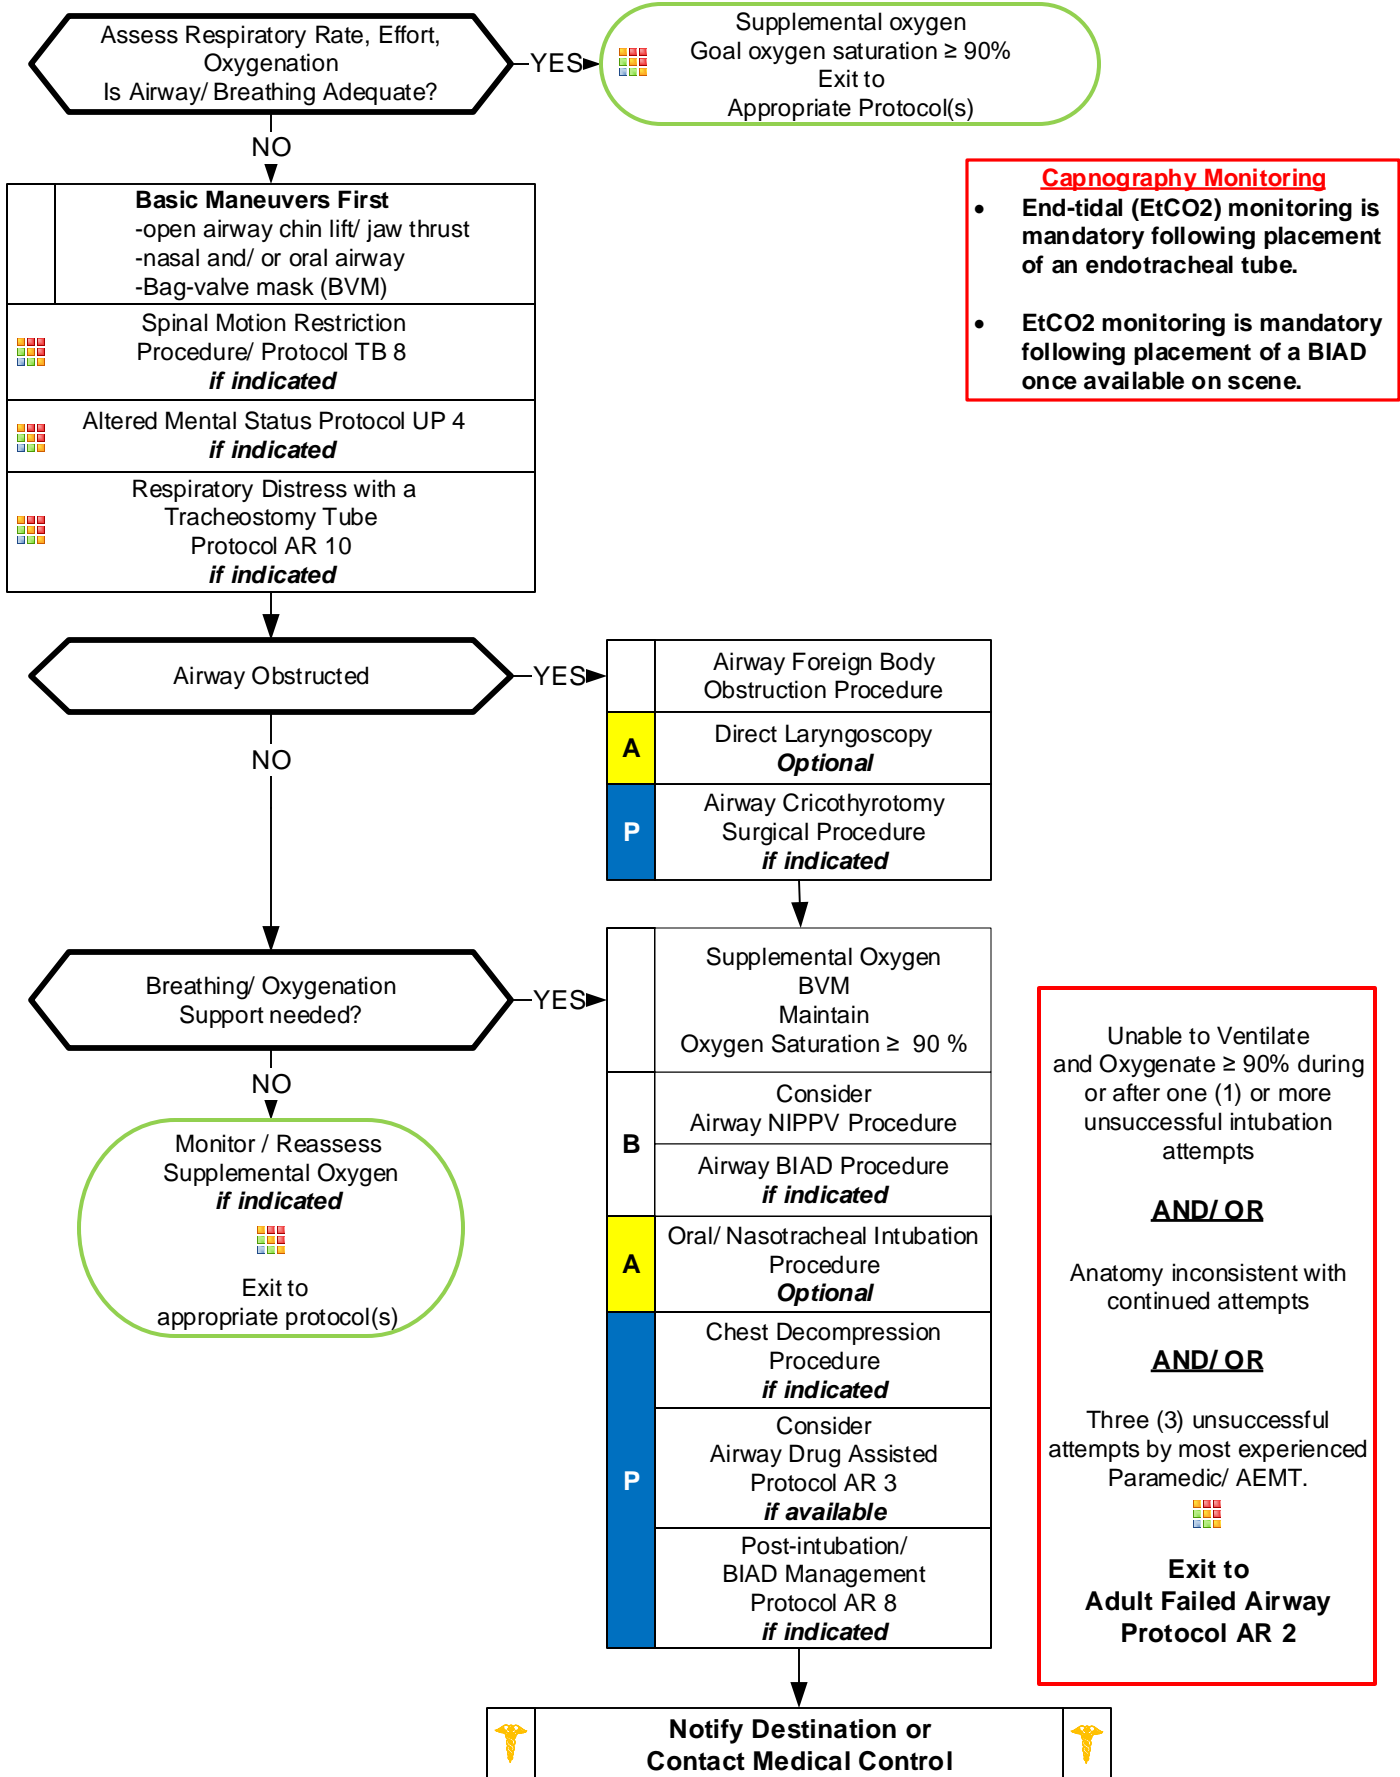 Assess Respiratory Rate, Effort,
Oxygenation
Is Airway/ Breathing Adequate?
YES
Supplemental oxygen
Goal oxygen saturation ≥ 90%
Exit to
Appropriate Protocol(s)
NO
Basic Maneuvers First
-open airway chin lift/ jaw thrust
-nasal and/ or oral airway
-Bag-valve mask (BVM)
Spinal Motion Restriction
Procedure/ Protocol TB 8
if indicated
Altered Mental Status Protocol UP 4
if indicated
Respiratory Distress with a
Tracheostomy Tube
Protocol AR 10
if indicated
Capnography Monitoring
• End-tidal (EtCO2) monitoring is
mandatory following placement
of an endotracheal tube.
• EtCO2 monitoring is mandatory
following placement of a BIAD
once available on scene.
Airway Obstructed
YES
NO
Airway Foreign Body
Obstruction Procedure
A
Direct Laryngoscopy
Optional
P
Airway Cricothyrotomy
Surgical Procedure
if indicated
Breathing/ Oxygenation
Support needed?
YES
NO
Monitor / Reassess
Supplemental Oxygen
if indicated
Exit to
appropriate protocol(s)
Supplemental Oxygen
BVM
Maintain
Oxygen Saturation ≥ 90 %
B
Consider
Airway NIPPV Procedure
Airway BIAD Procedure
if indicated
A
Oral/ Nasotracheal Intubation
Procedure
Optional
P
Chest Decompression
Procedure
if indicated
Consider
Airway Drug Assisted
Protocol AR 3
if available
Post-intubation/
BIAD Management
Protocol AR 8
if indicated
Unable to Ventilate
and Oxygenate ≥ 90% during
or after one (1) or more
unsuccessful intubation
attempts
AND/ OR
Anatomy inconsistent with
continued attempts
AND/ OR
Three (3) unsuccessful
attempts by most experienced
Paramedic/ AEMT.
Exit to
Adult Failed Airway
Protocol AR 2
Notify Destination or
Contact Medical Control